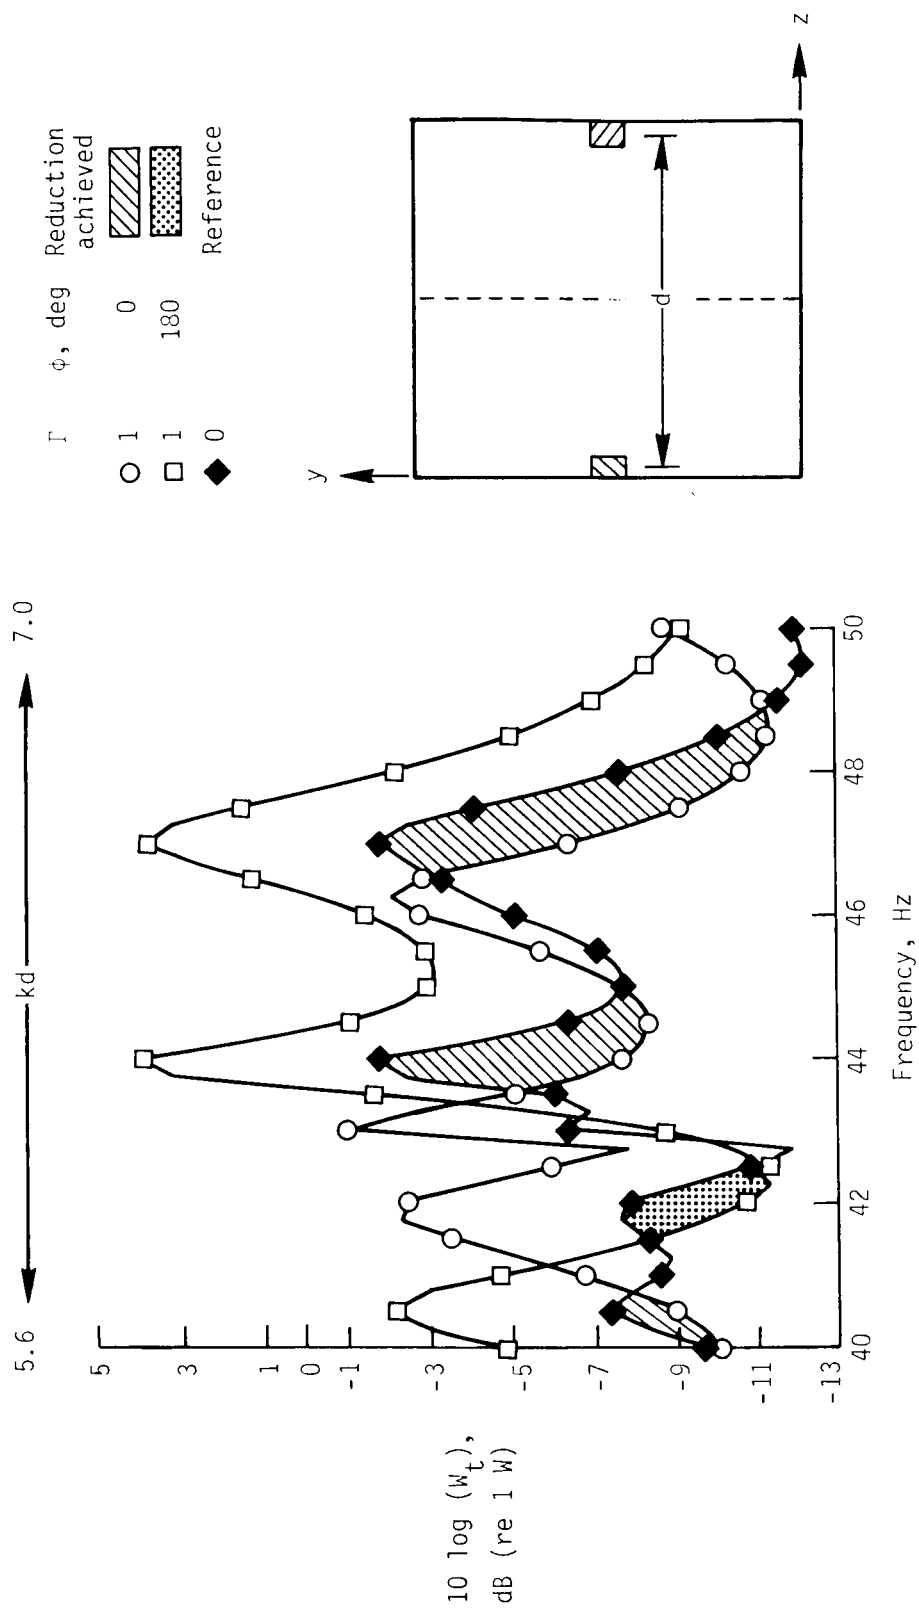 Γ ϕ, deg Reduction
achieved
1 0
1 180
0 Reference
y
d
z
5.6 kd 7.0
5
3
1
0
-1
-3
-5
-7
-9
-11
-13
10 log (Wt),
dB (re 1 W)
40 42 44 46 48 50
Frequency, Hz